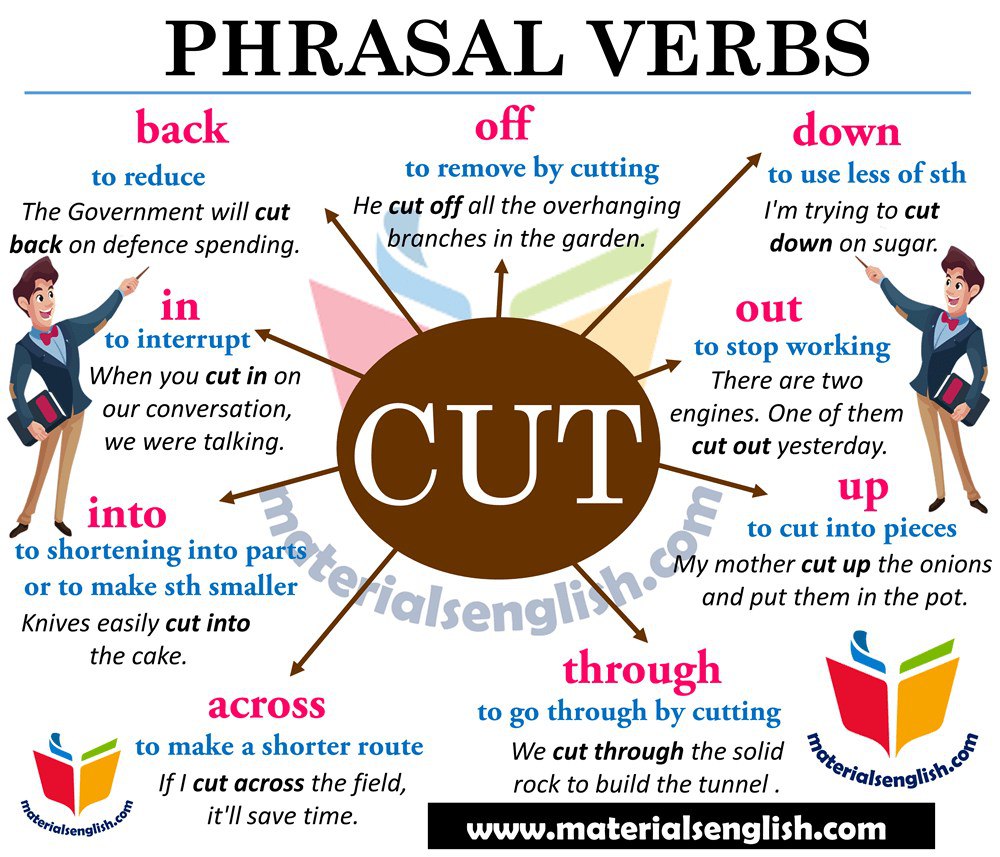 PHRASAL VERBS
back
to reduce
The Government will cut
back on defence spending.
off
to remove by cutting
He cut off all the overhanging
branches in the garden.
down
to use less of sth
I'm trying to cut
down on sugar.
in
to interrupt
When you cut in on
our conversation,
we were talking.
out
to stop working
There are two
engines. One of them
cut out yesterday.
CUT
into
to shortening into parts
or to make sth smaller
Knives easily cut into
the cake.
up
to cut into pieces
My mother cut up the onions
and put them in the pot.
materialsenglish.com
across
to make a shorter route
If I cut across the field,
it'll save time.
through
to go through by cutting
We cut through the solid
rock to build the tunnel .
materialsenglish.com
materialsenglish.com
www.materialsenglish.com